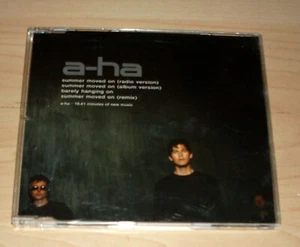 a-ha
summer moved on (radio version)
summer moved on (album version)
barely hanging on
summer moved on (remix)
a-ha - 18.41 minutes of new music